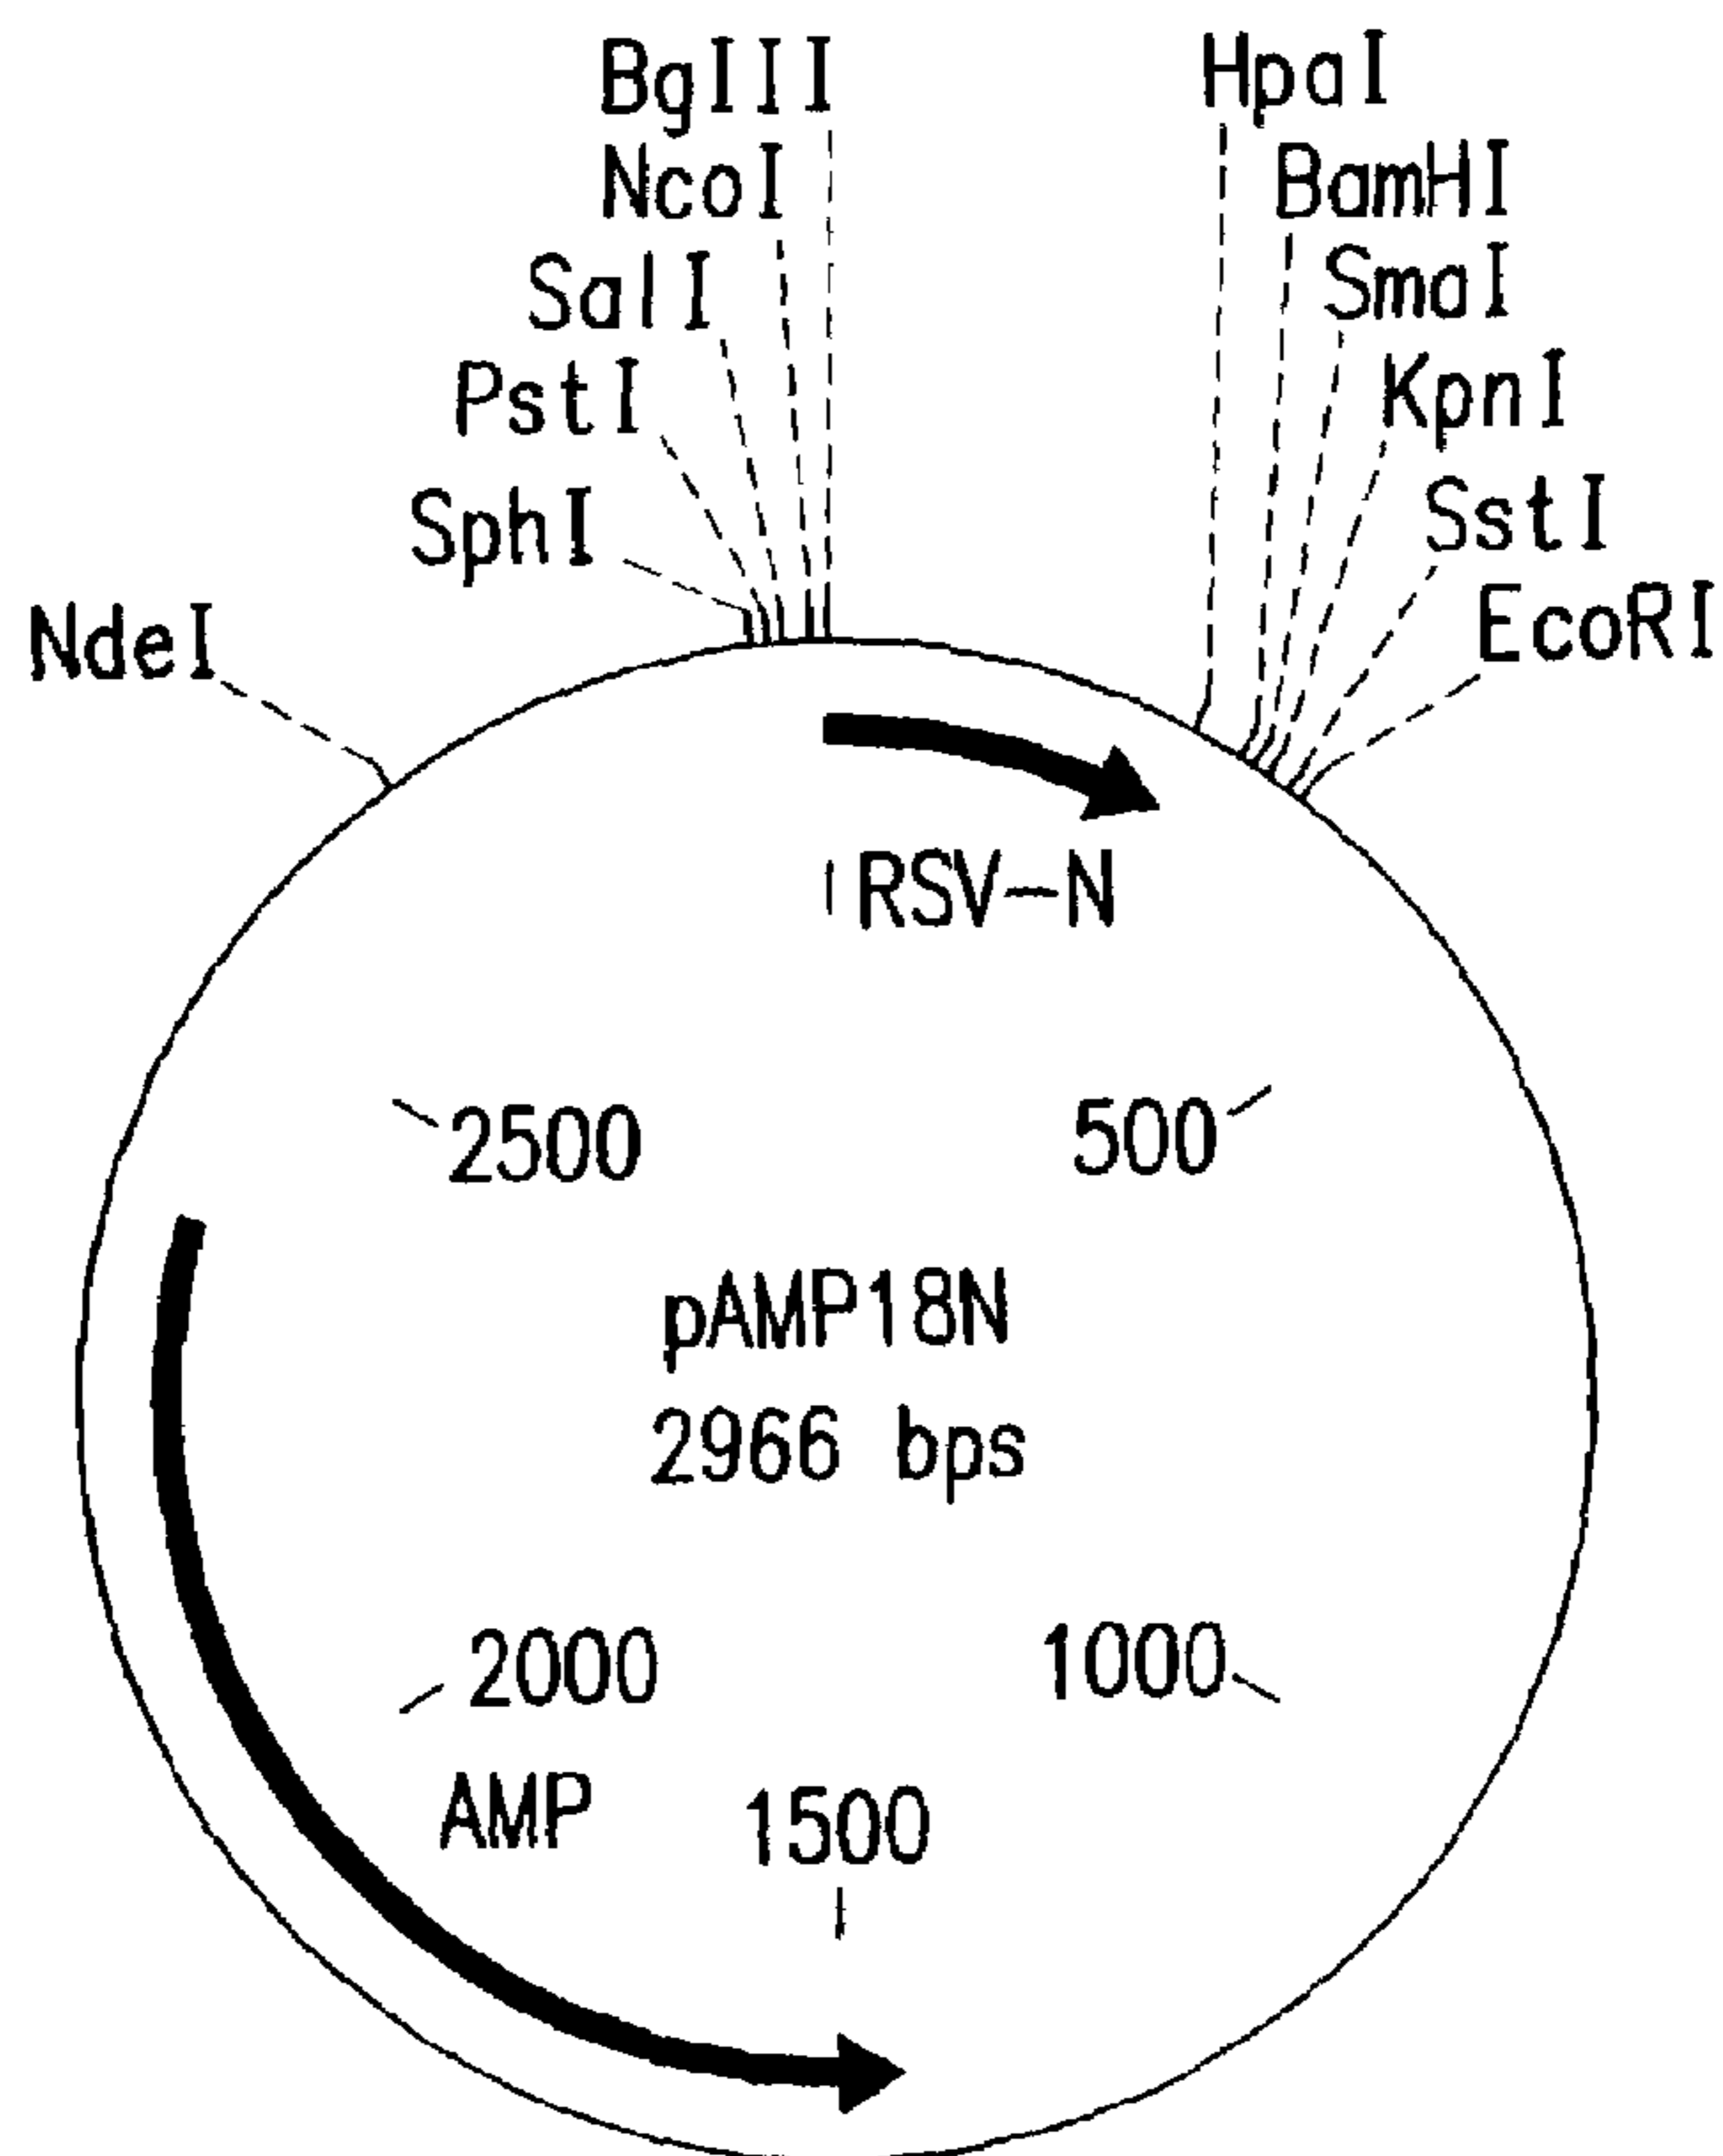 BglII
HpaI
NcoI
BamHI
SalI
SmaI
PstI
KpnI
SphI
SstI
NdeI
EcoRI
1 RSV-N
2500
500
pAMP18N
2966 bps
2000
1000
AMP
1500